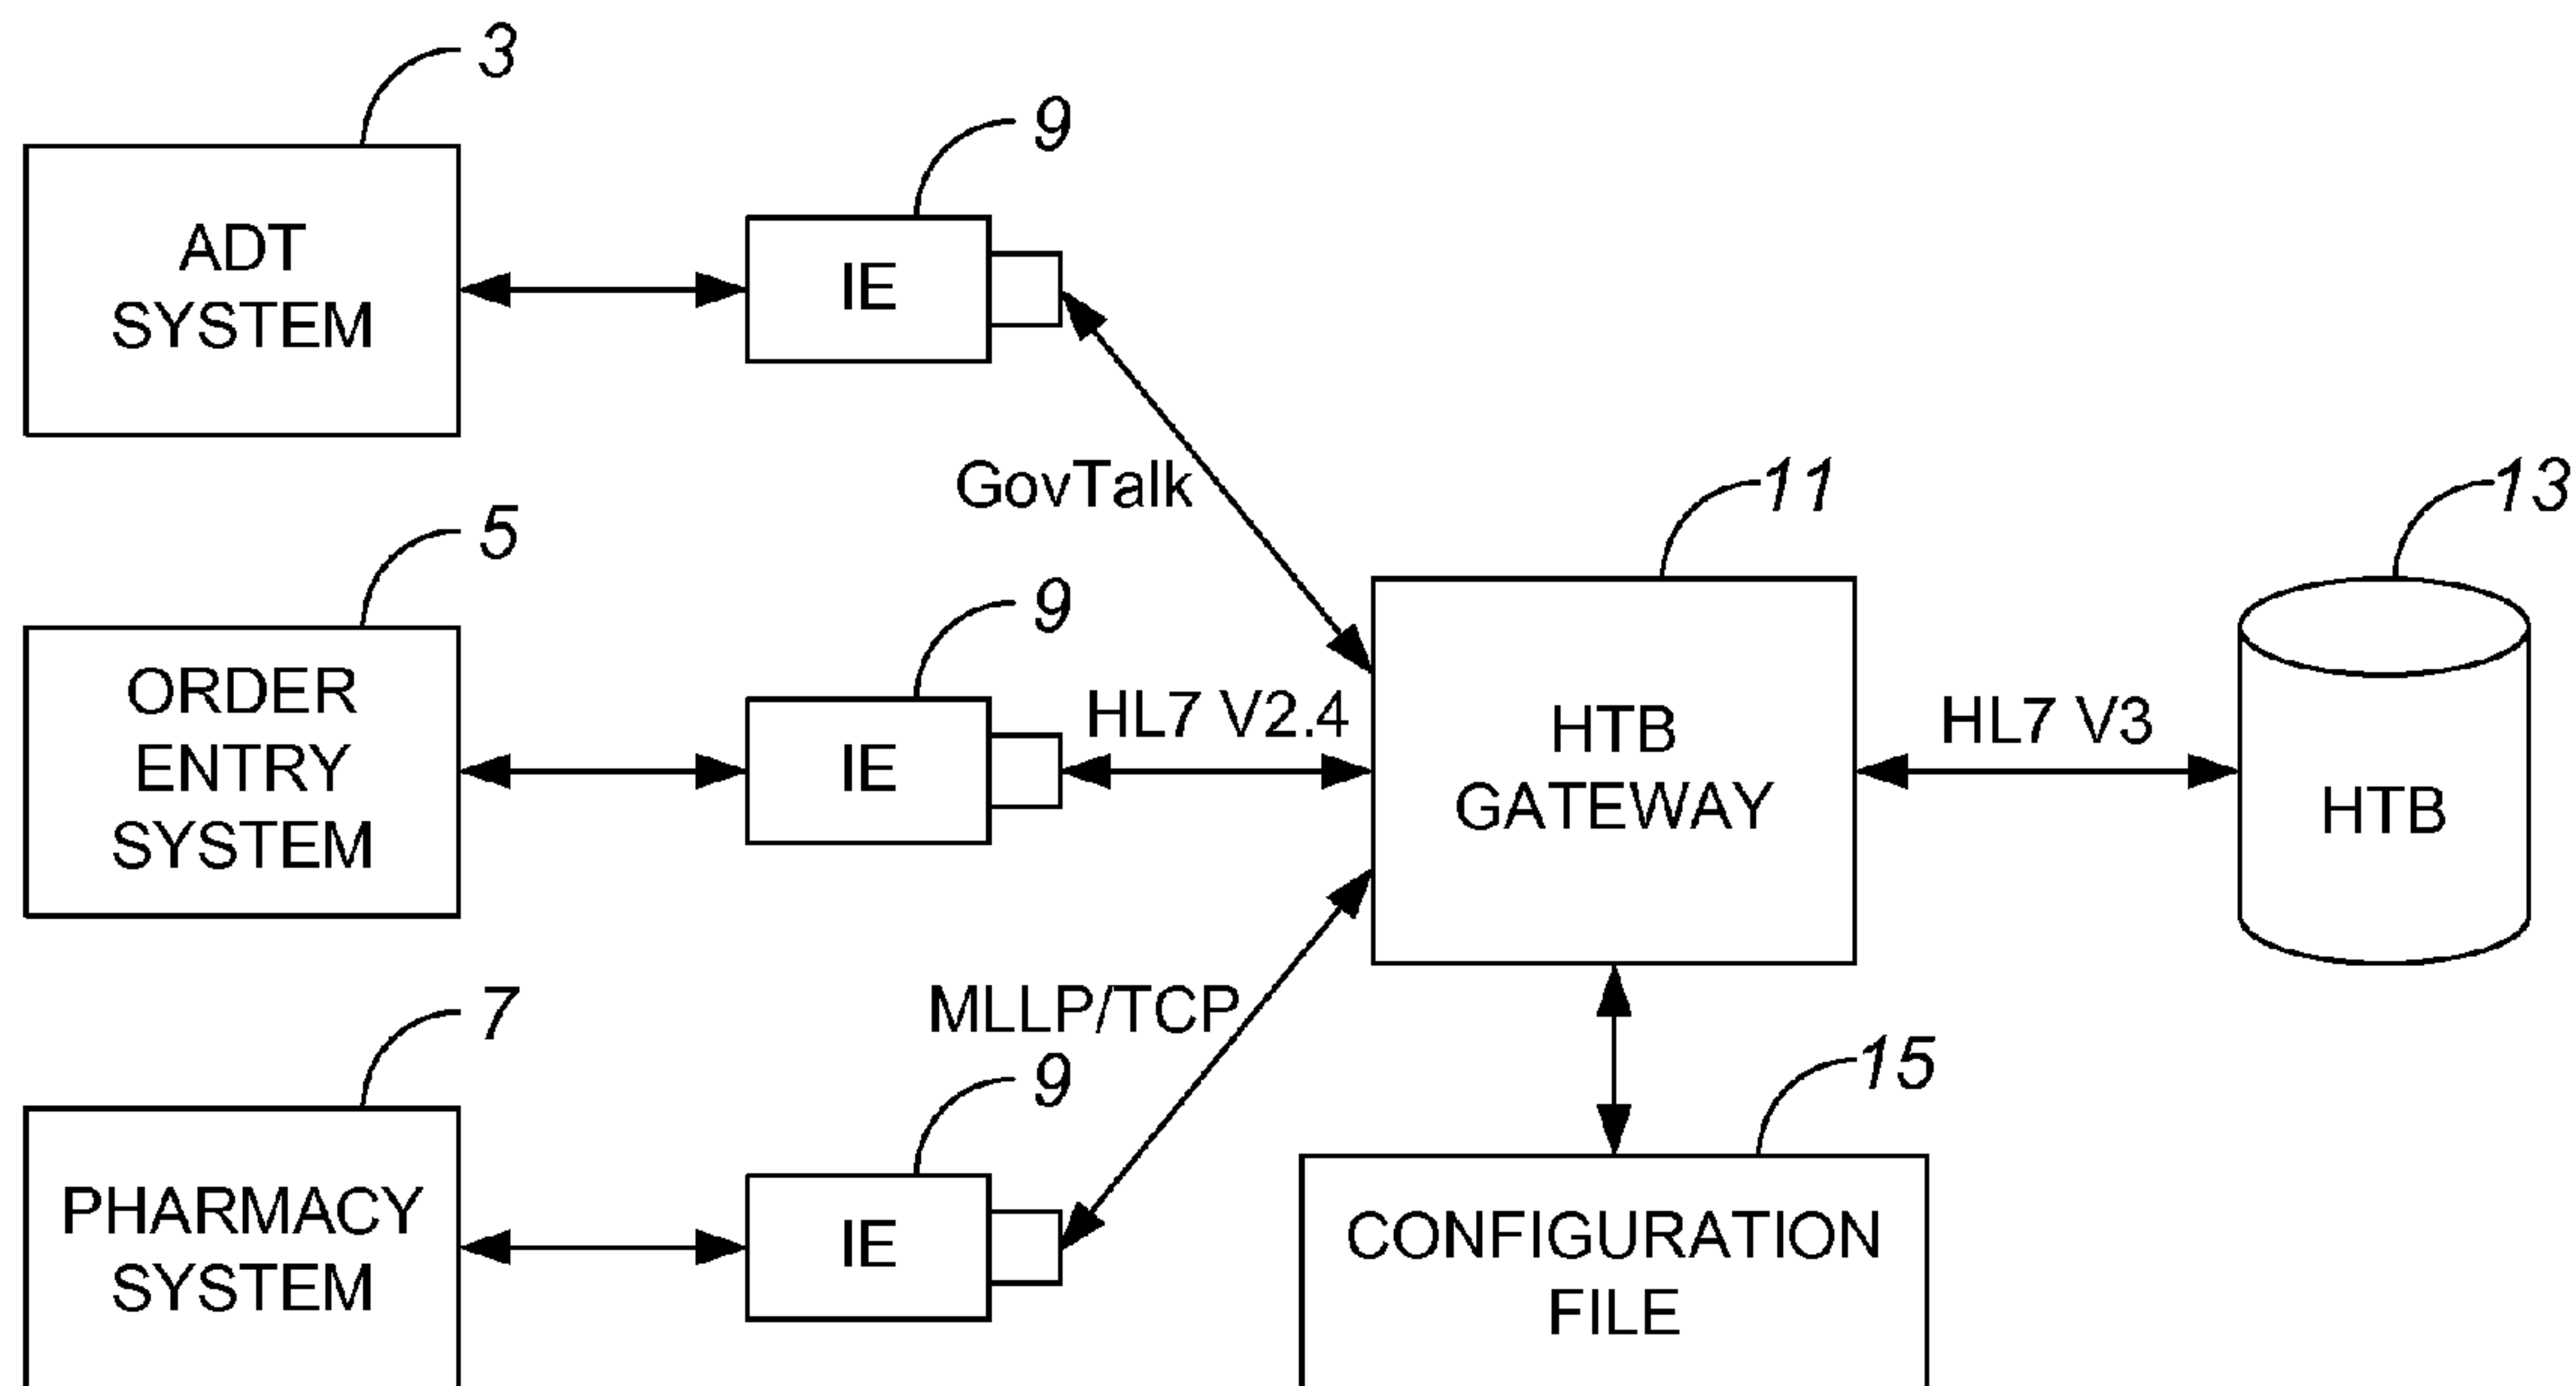 3
ADT
SYSTEM
9
IE
GovTalk
5
ORDER
ENTRY
SYSTEM
9
IE
HL7 V2.4
11
HTB
GATEWAY
HL7 V3
13
HTB
7
PHARMACY
SYSTEM
MLLP/TCP
9
IE
15
CONFIGURATION
FILE